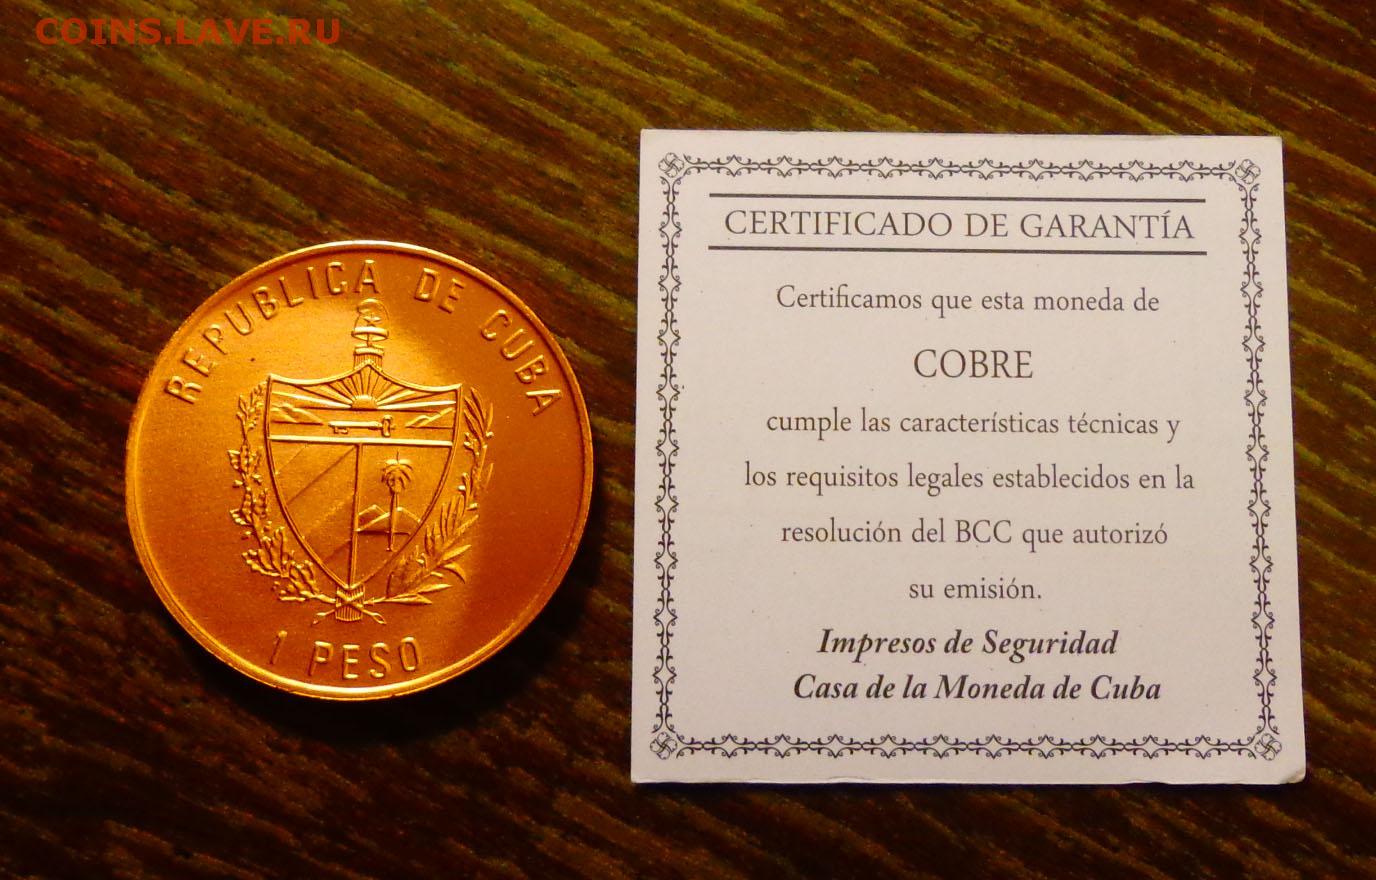 COINS.LAVE.RU
REPUBLICA DE CUBA
1 PESO
CERTIFICADO DE GARANTÍA
Certificamos que esta moneda de
COBRE
cumple las características técnicas y
los requisitos legales establecidos en la
resolución del BCC que autorizó
su emisión.
Impresos de Seguridad
Casa de la Moneda de Cuba